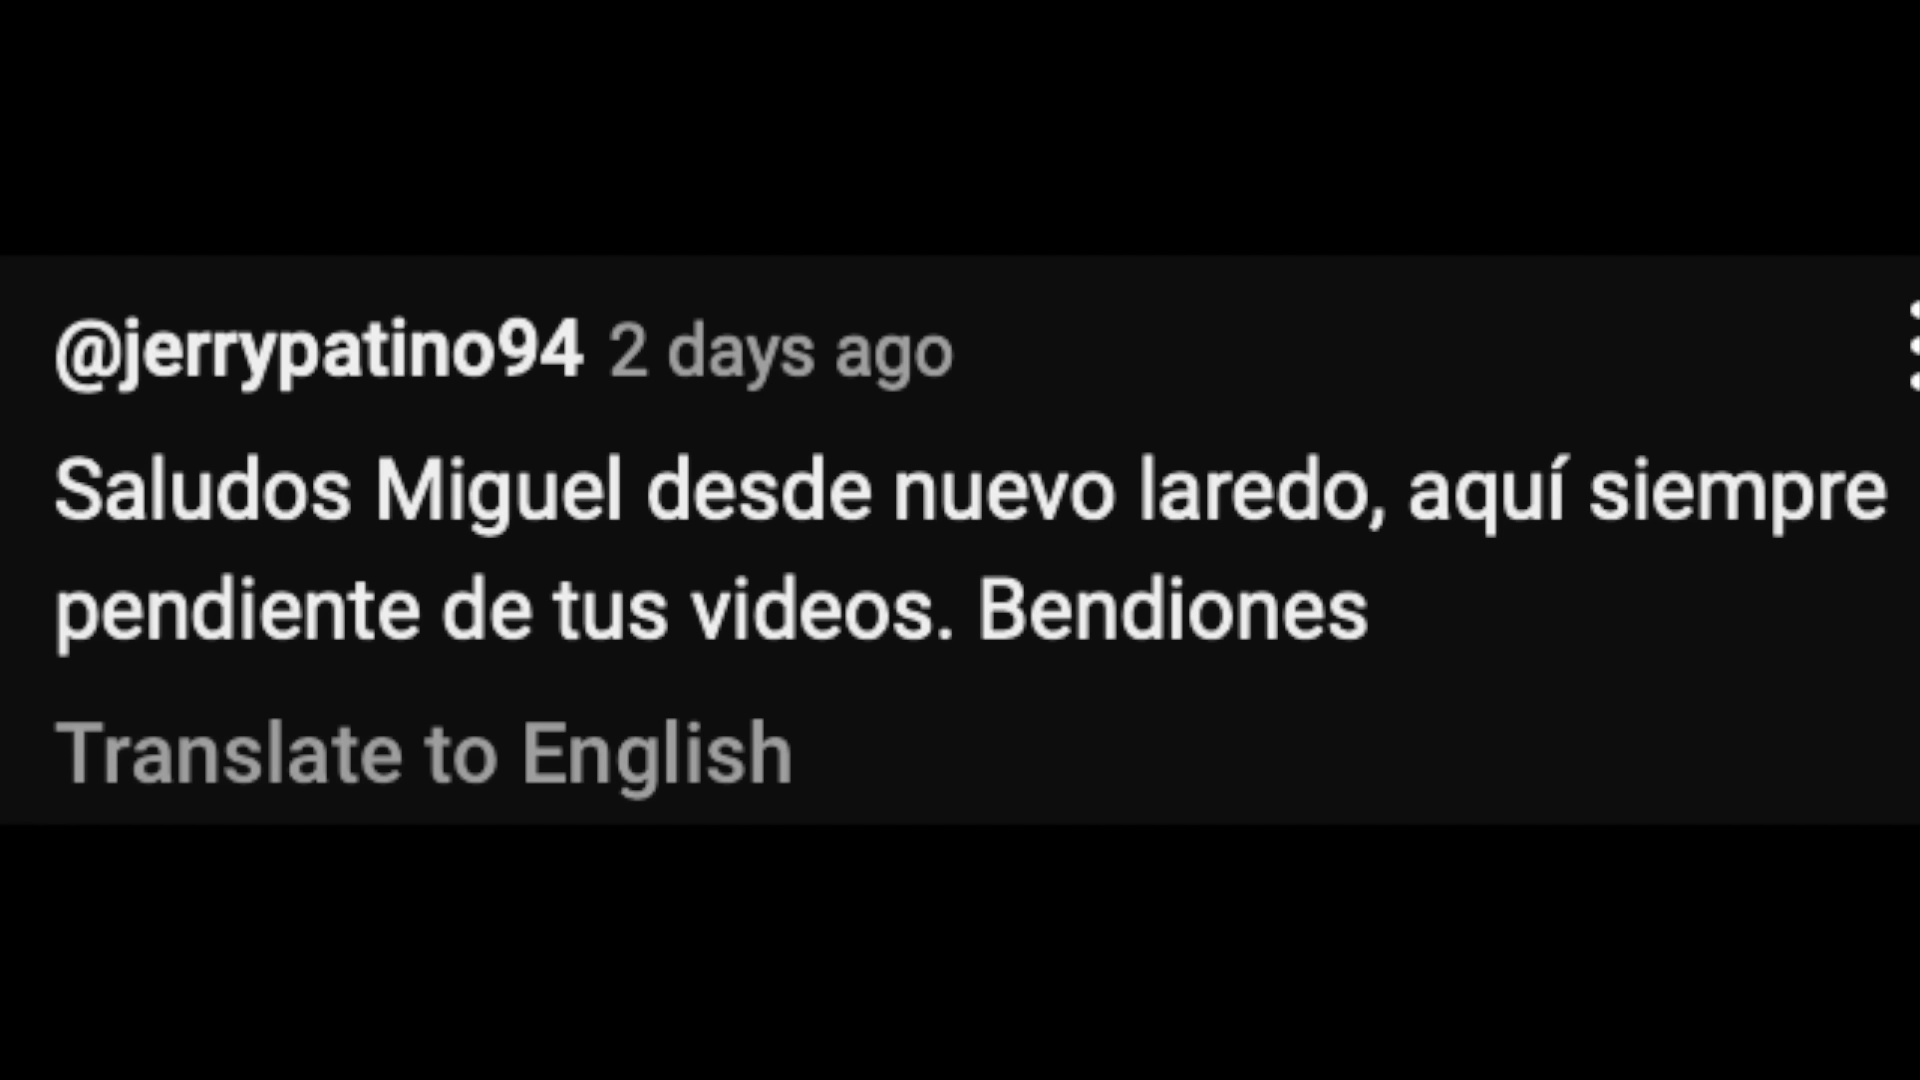 @jerrypatino94 2 days ago
Saludos Miguel desde nuevo laredo, aquí siempre
pendiente de tus videos. Bendiones
Translate to English